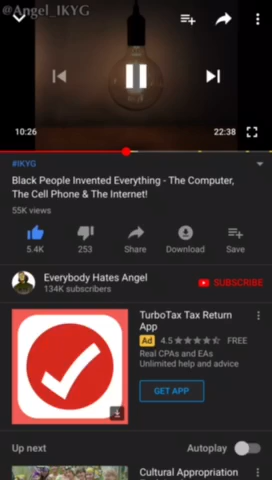 @Angel_IKYG
10:26
22:38
#IKYG
Black People Invented Everything - The Computer,
The Cell Phone & The Internet!
55K views
5.4K
253
Share
Download
Save
Everybody Hates Angel
134K subscribers
SUBSCRIBE
TurboTax Tax Return
App
Ad 4.5 FREE
Real CPAs and EAs
Unlimited help and advice
GET APP
Up next
Autoplay
Cultural Appropriation